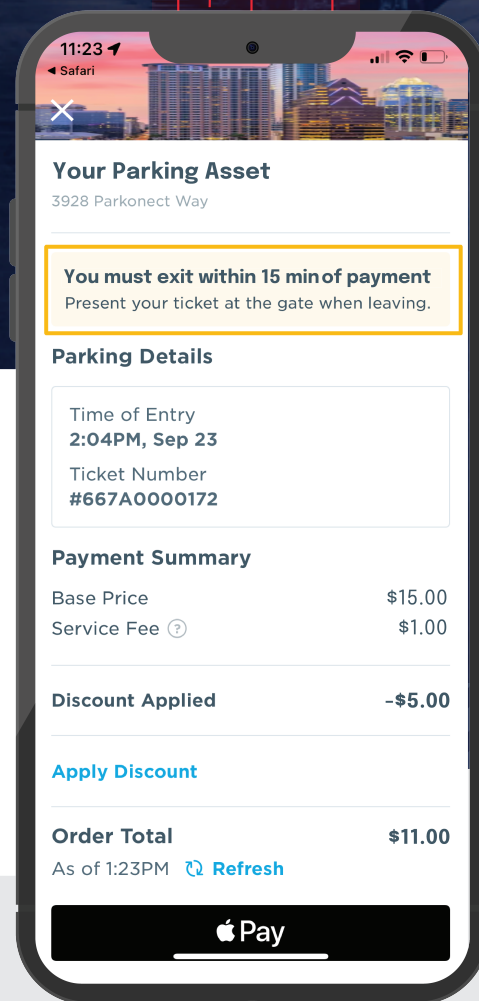 11:23
◀ Safari
Your Parking Asset
3928 Parkonect Way
You must exit within 15 min of payment
Present your ticket at the gate when leaving.
Parking Details
Time of Entry
2:04PM, Sep 23
Ticket Number
#667A0000172
Payment Summary
Base Price $15.00
Service Fee ? $1.00
Discount Applied -$5.00
Apply Discount
Order Total $11.00
As of 1:23PM Refresh
Pay